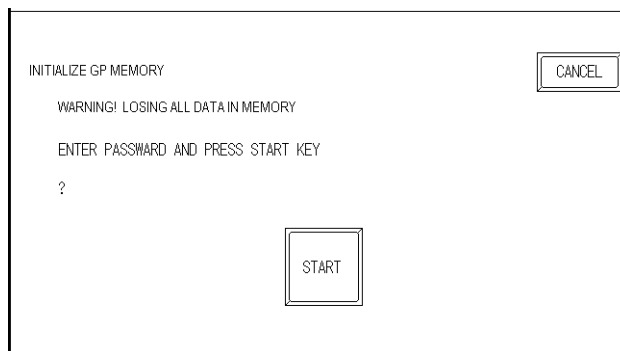 INITIALIZE GP MEMORY
CANCEL
WARNING! LOSING ALL DATA IN MEMORY
ENTER PASSWARD AND PRESS START KEY
?
START